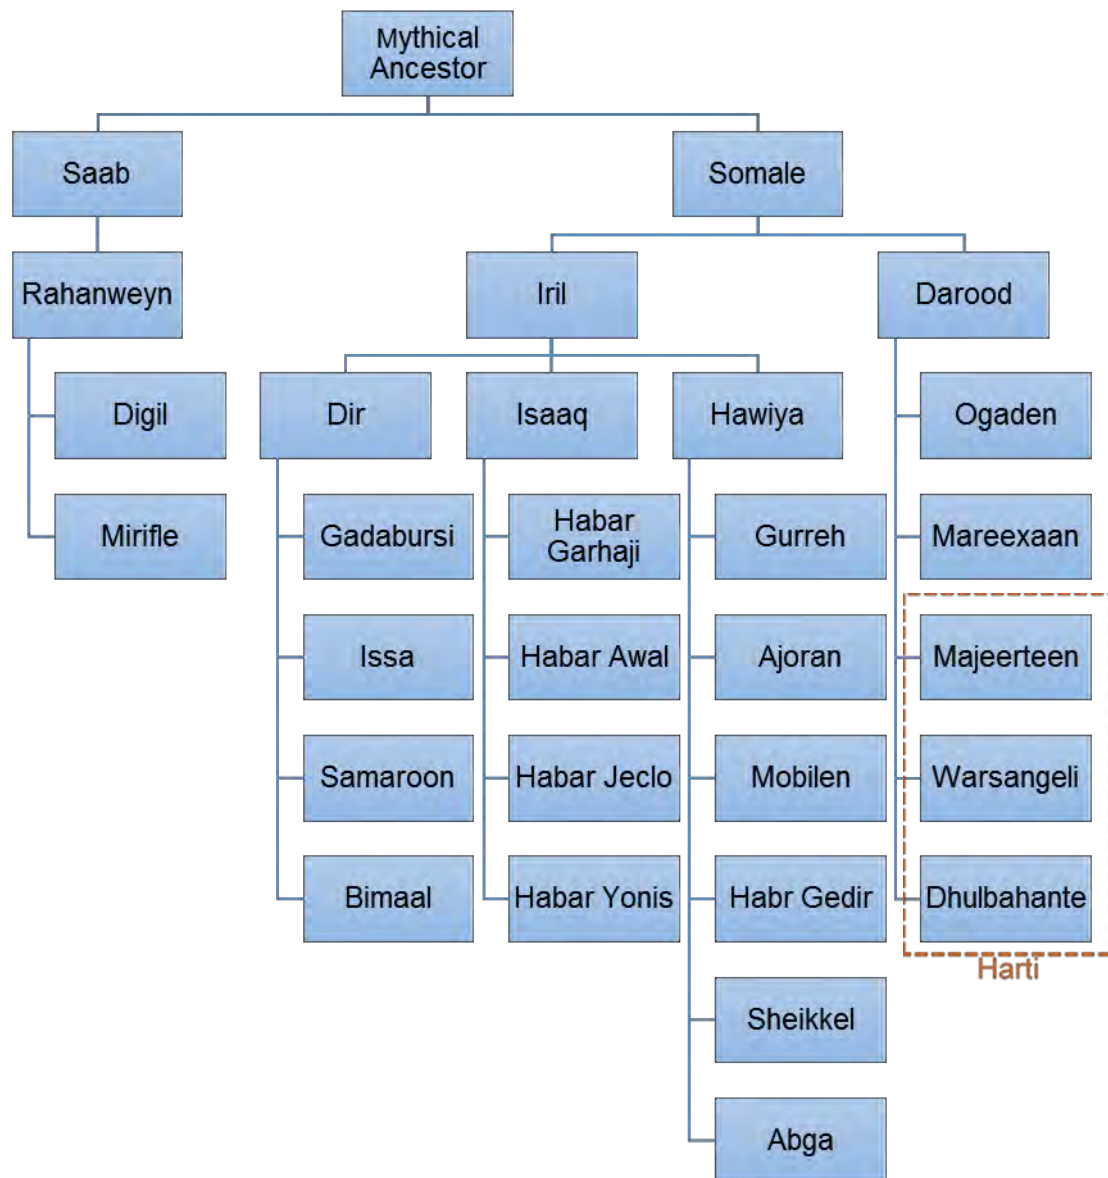 Mythical
Ancestor
Saab
Somale
Rahanweyn
Iril
Darood
Digil
Dir
Isaaq
Hawiya
Ogaden
Mirifle
Gadabursi
Habar
Garhaji
Gurreh
Mareexaan
Issa
Habar Awal
Ajoran
Majeerteen
Samaroon
Habar Jeclo
Mobilen
Warsangeli
Bimaal
Habar Yonis
Habr Gedir
Dhulbahante
Harti
Sheikkel
Abga